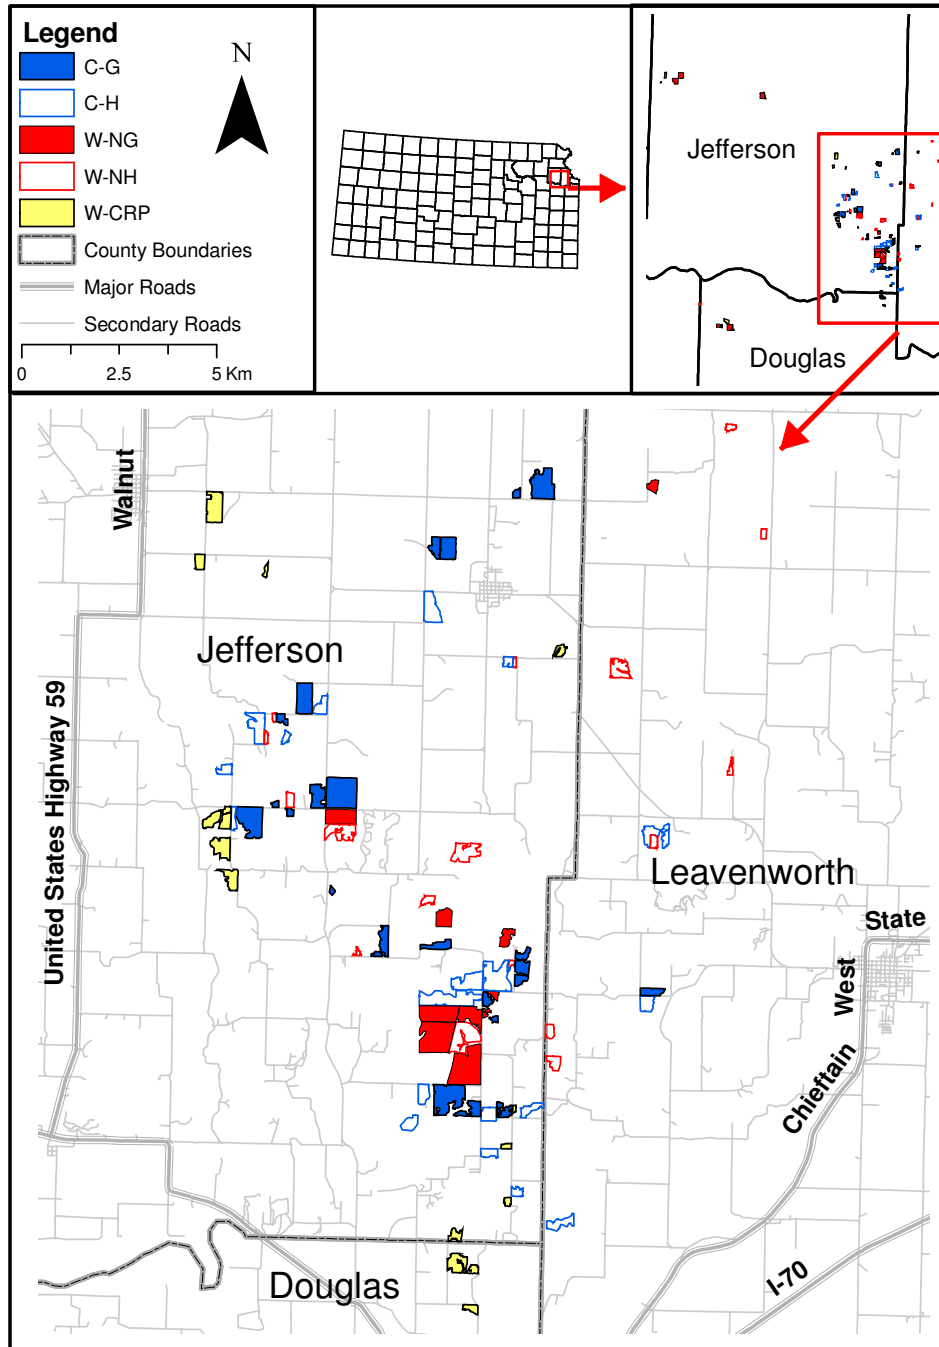 Legend
N
C-G
C-H
W-NG
W-NH
W-CRP
County Boundaries
Major Roads
Secondary Roads
0 2.5 5 Km
Jefferson
Douglas
Walnut
Jefferson
United States Highway 59
Leavenworth
State
West
Chieftain
I-70
Douglas